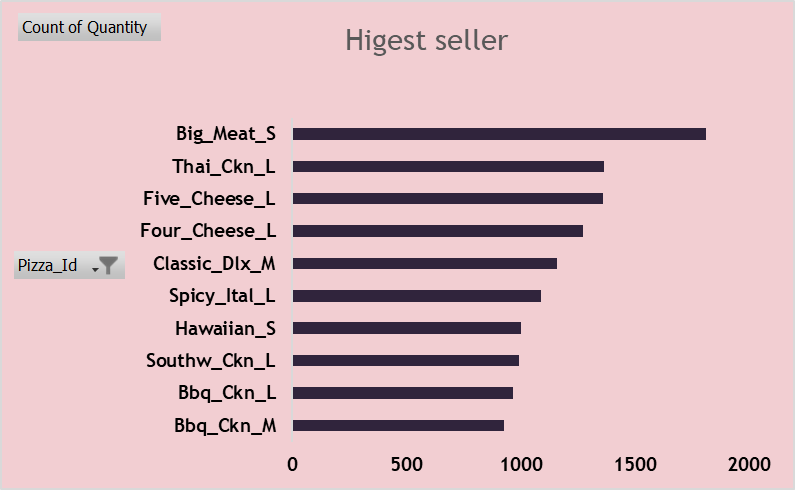 Count of Quantity
Higest seller
Big_Meat_S
Thai_Ckn_L
Five_Cheese_L
Four_Cheese_L
Pizza_Id
Classic_Dlx_M
Spicy_Ital_L
Hawaiian_S
Southw_Ckn_L
Bbq_Ckn_L
Bbq_Ckn_M
0 500 1000 1500 2000